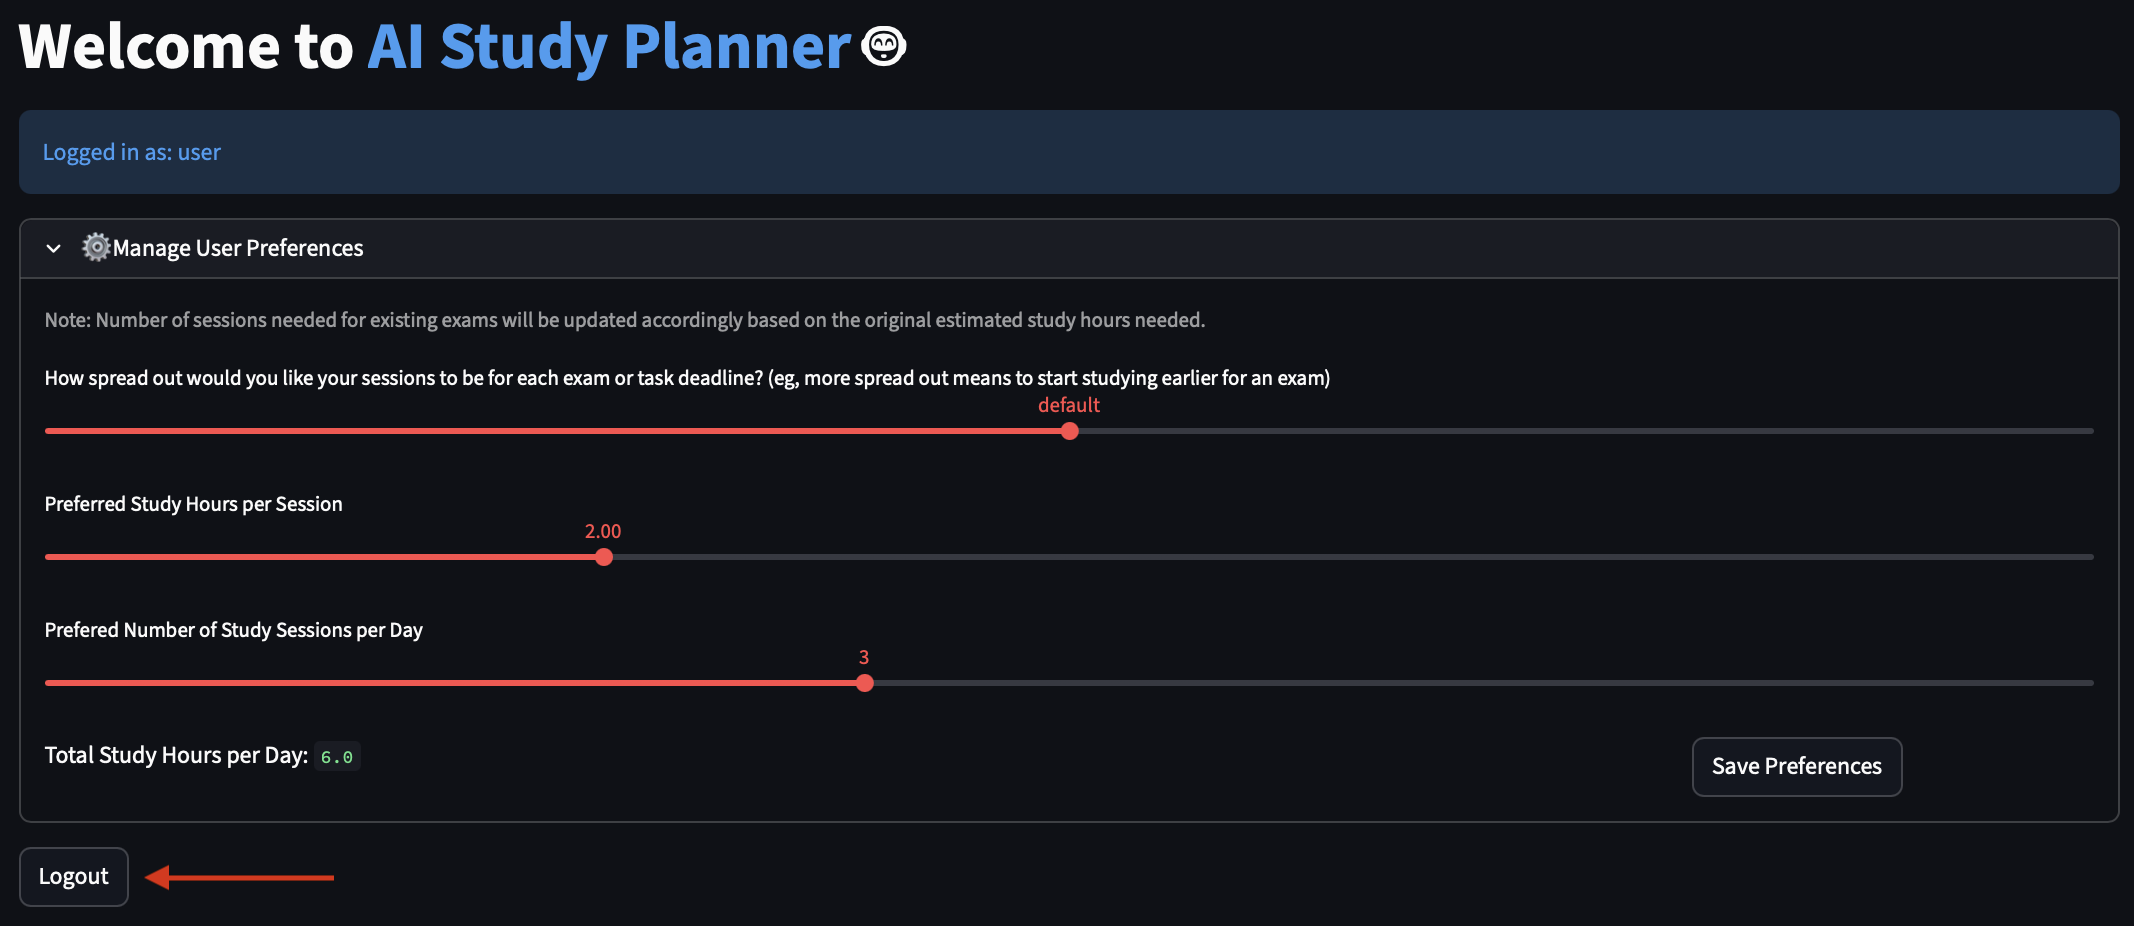 Welcome to AI Study Planner
Logged in as: user
Manage User Preferences
Note: Number of sessions needed for existing exams will be updated accordingly based on the original estimated study hours needed.
How spread out would you like your sessions to be for each exam or task deadline? (eg, more spread out means to start studying earlier for an exam)
default
Preferred Study Hours per Session
2.00
Prefered Number of Study Sessions per Day
3
Total Study Hours per Day: 6.0
Save Preferences
Logout